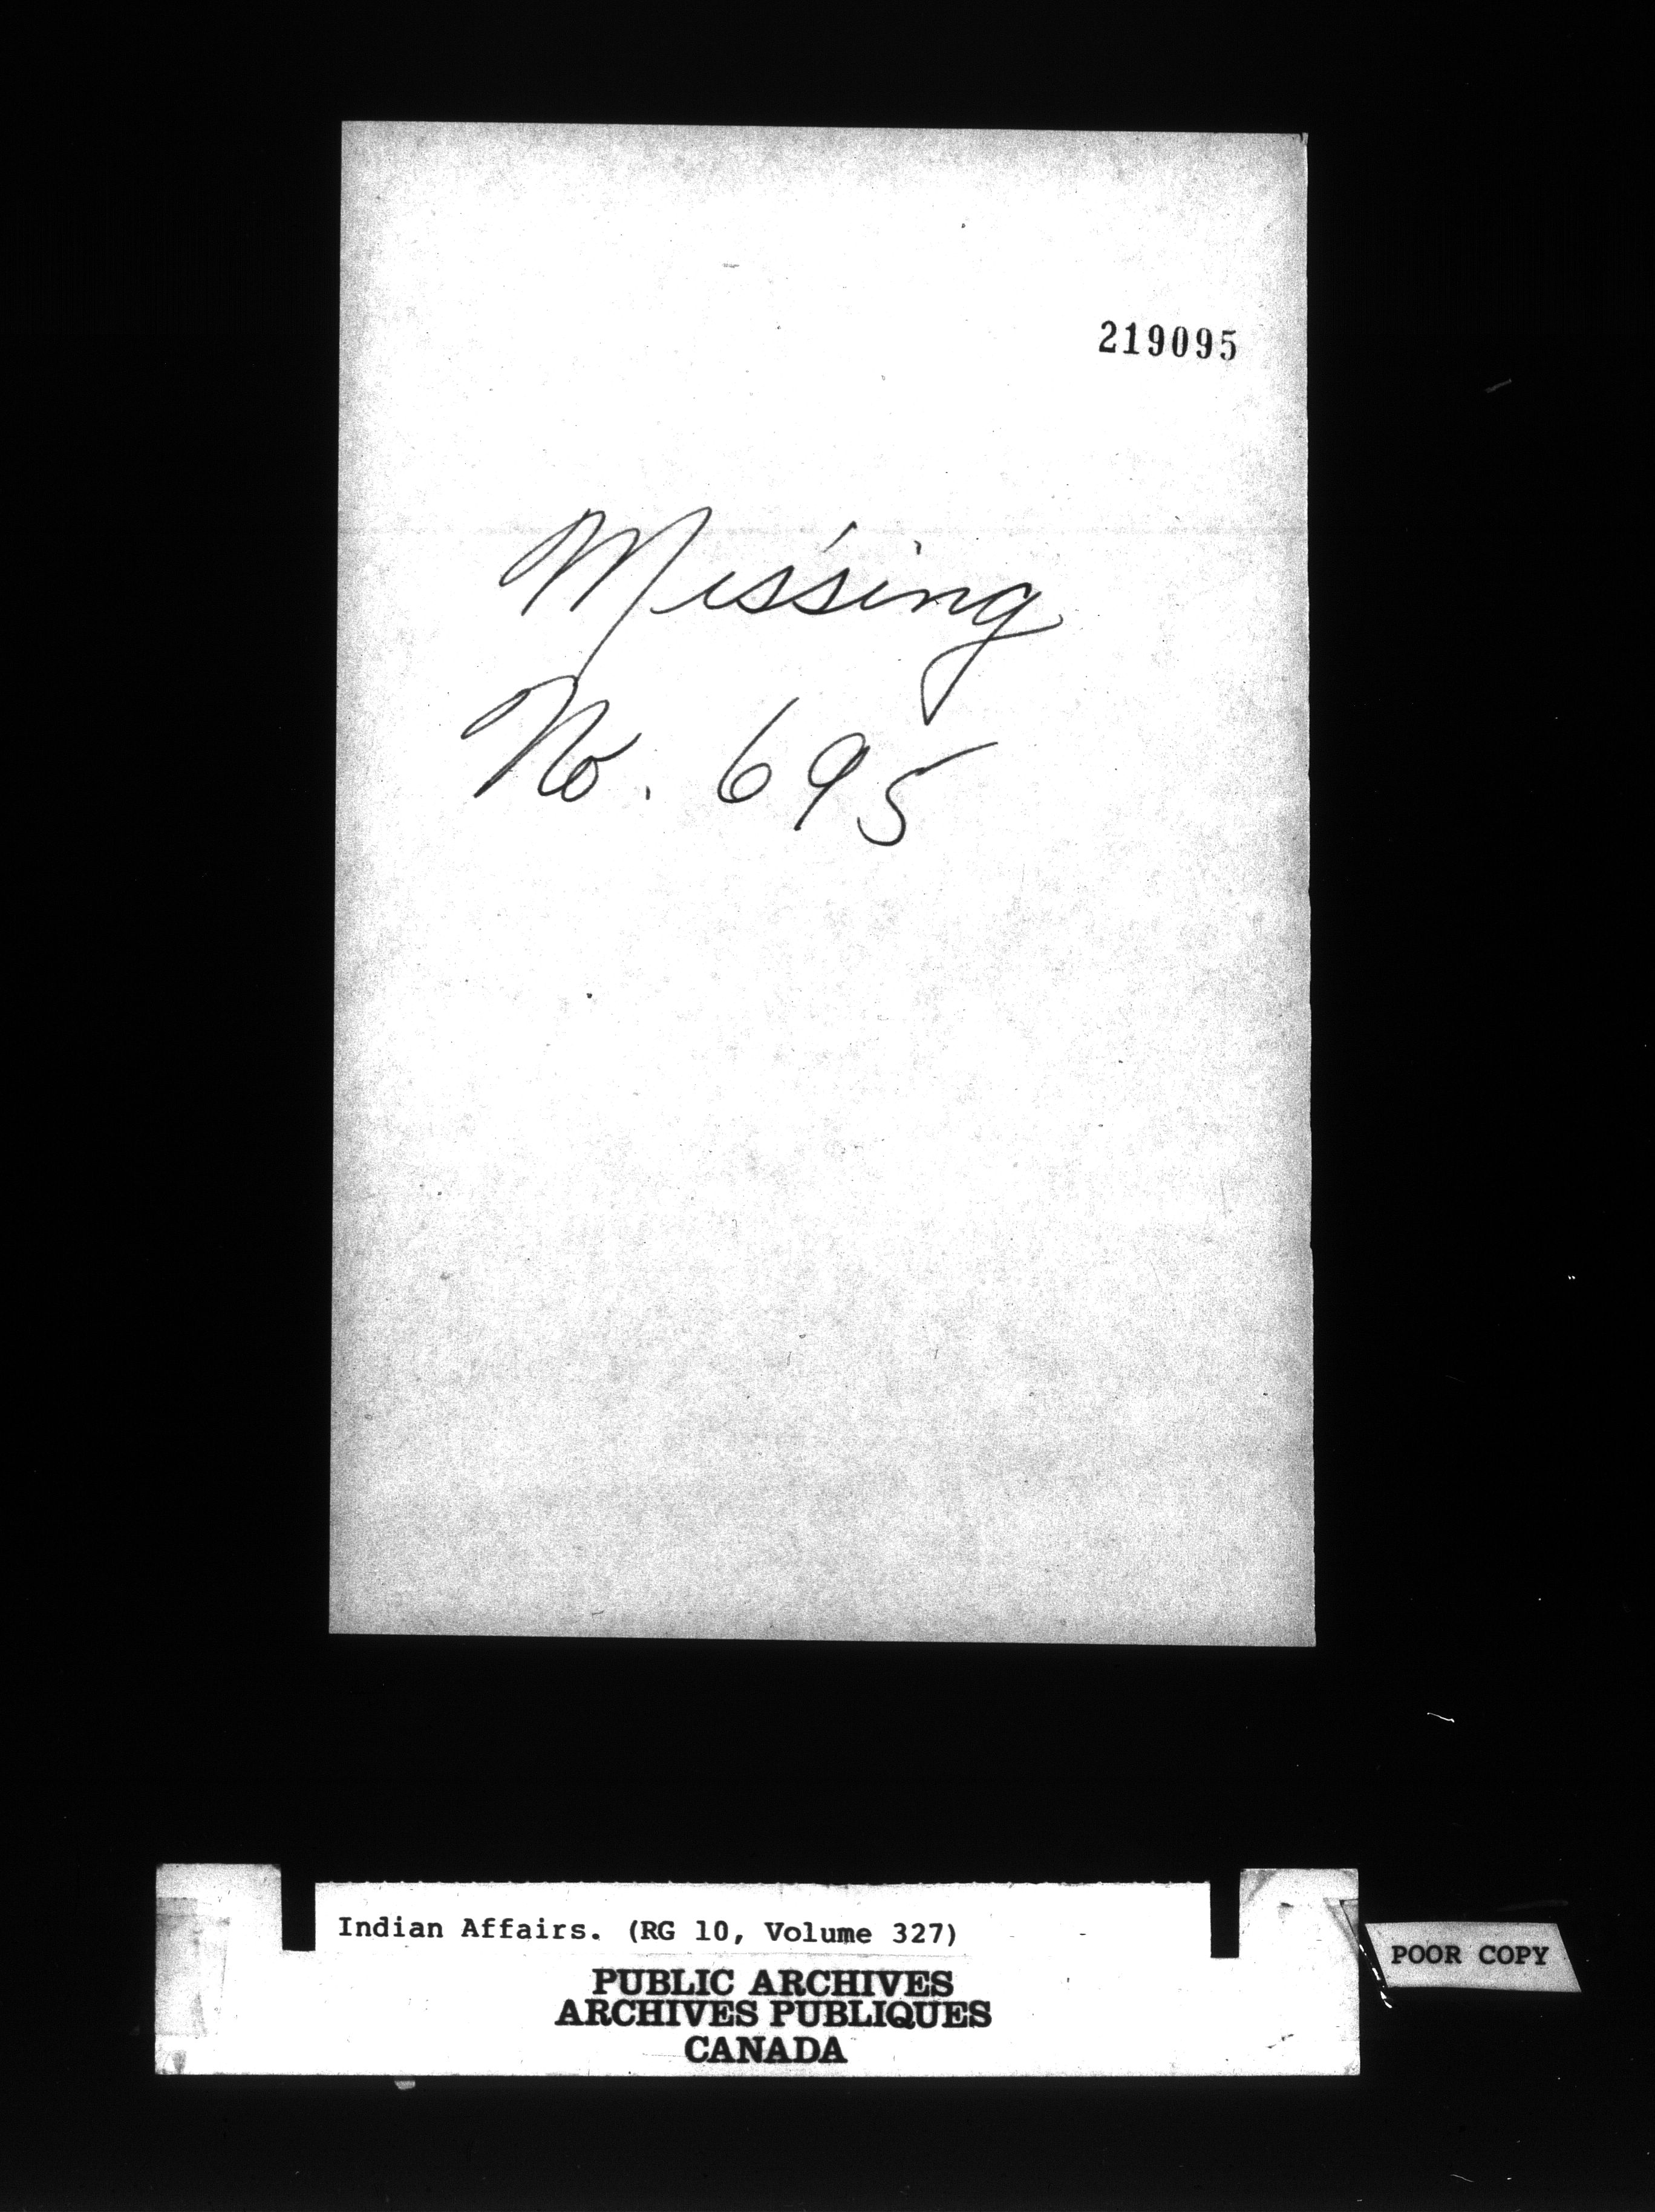 219095
Missing
No. 695
Indian Affairs. (RG 10, Volume 327)
PUBLIC ARCHIVES
ARCHIVES PUBLIQUES
CANADA
POOR COPY